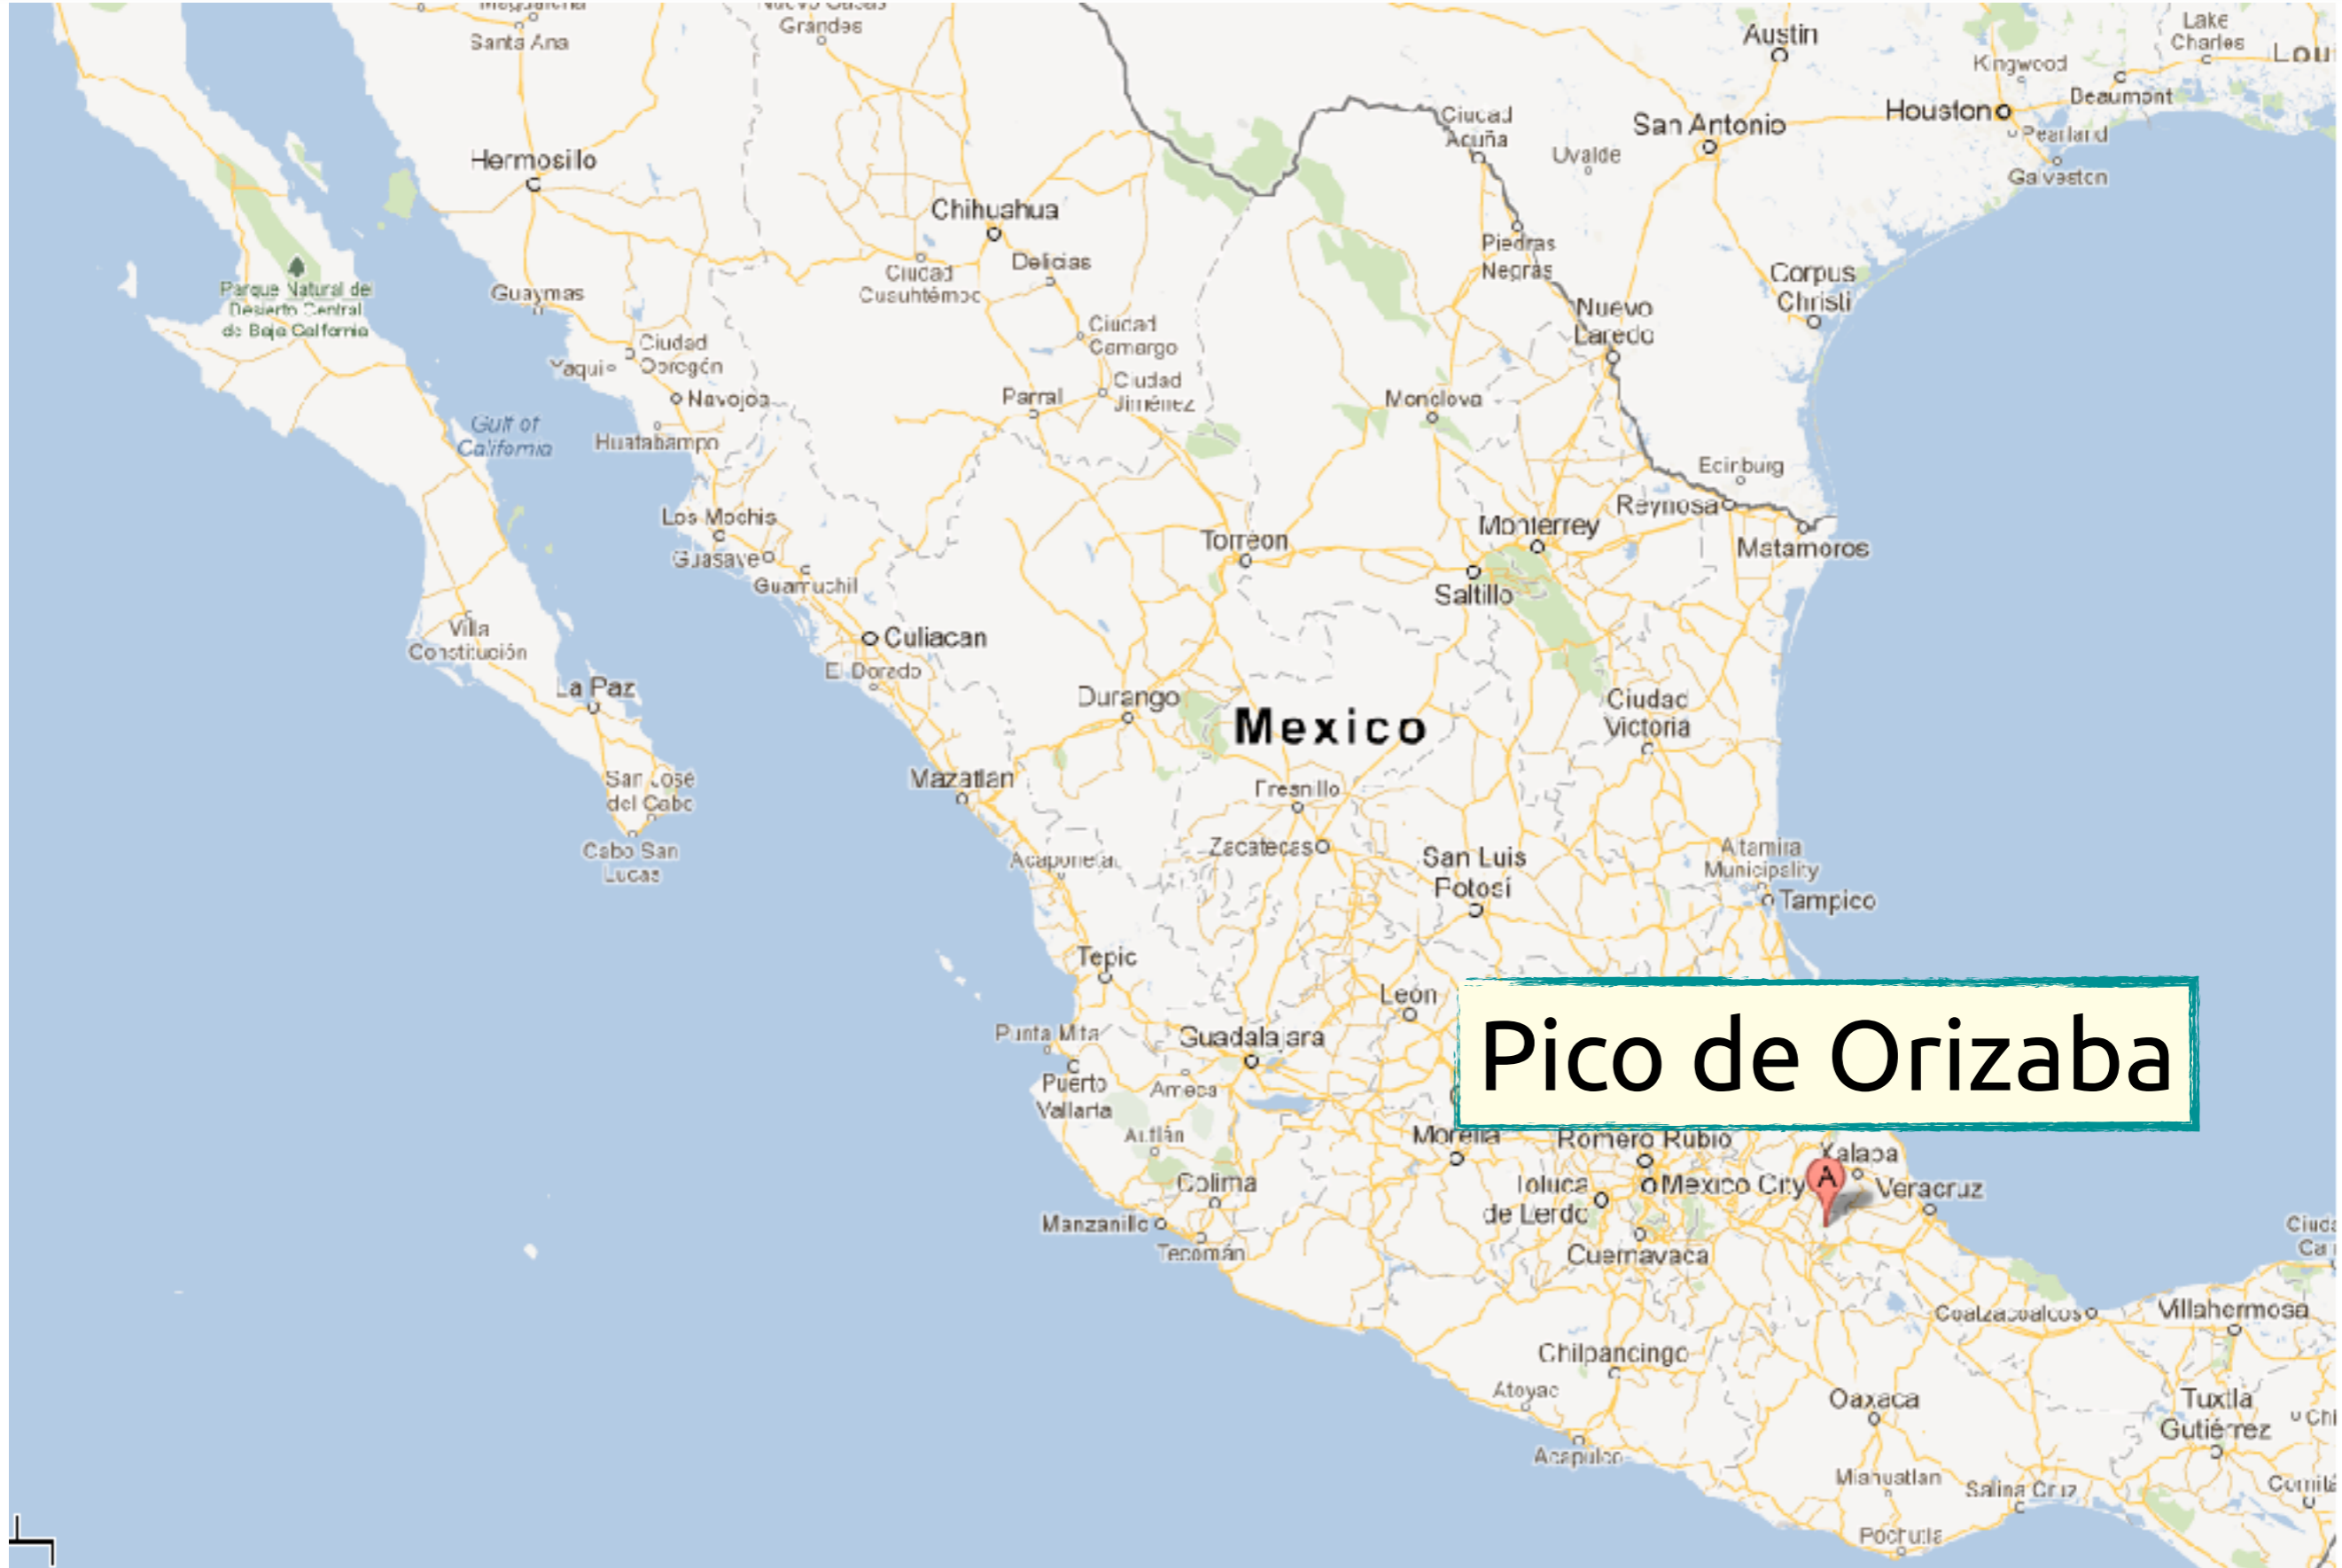 Santa Ana
Grandes
Austin
Lake
Charles
Kingwood
Houston
Beaumont
Pearland
Galveston
San Antonio
Uvalde
Ciudad
Acuña
Hermosillo
Chihuahua
Delicias
Ciudad
Cuauhtémoc
Piedras
Negras
Corpus
Christi
Parque Natural del
Desierto Central
de Baja California
Guaymas
Nuevo
Laredo
Ciudad
Obregón
Yaqui
Navojoa
Huatabampo
Ciudad
Camargo
Ciudad
Jiménez
Parral
Monclova
Gulf of
California
Edinburg
Reynosa
Matamoros
Los Mochis
Guasave
Guamuchil
Torreon
Monterrey
Saltillo
Culiacan
El Dorado
Villa
Constitución
La Paz
Durango
Mexico
Ciudad
Victoria
San José
del Cabo
Cabo San
Lucas
Mazatlan
Fresnillo
Zacatecas
Acaponeta
San Luis
Potosí
Altamira
Municipality
Tampico
Tepic
Leon
Punta Mita
Guadalajara
Pico de Orizaba
Puerto
Vallarta
Ameca
Autlán
Morelia
Romero Rubio
Xalapa
A
Colima
Toluca
de Lerdo
Mexico City
Veracruz
Manzanillo
Tecomán
Cuernavaca
Coatzacoalcos
Villahermosa
Chilpancingo
Atoyac
Oaxaca
Tuxtla
Gutiérrez
Acapulco
Miahuatlan
Salina Cruz
Pochutla